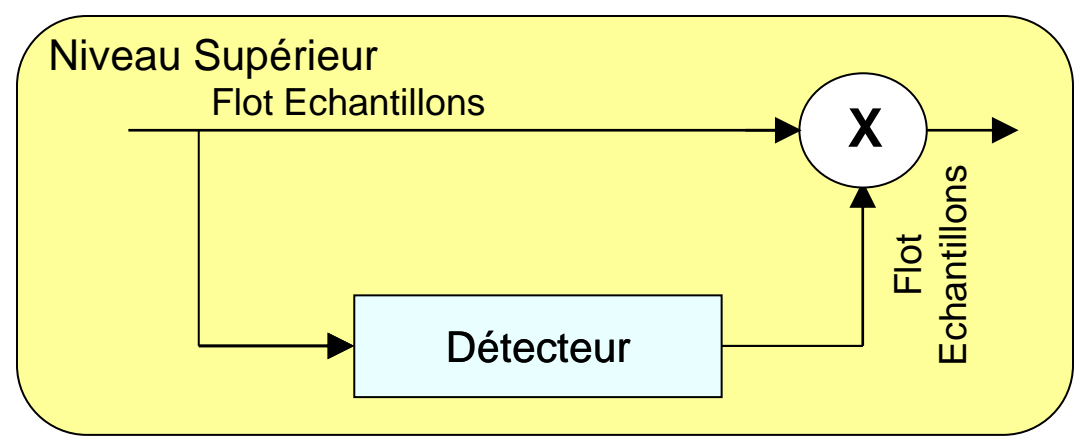 Niveau Supérieur
Flot Echantillons
X
Flot
Echantillons
Détecteur